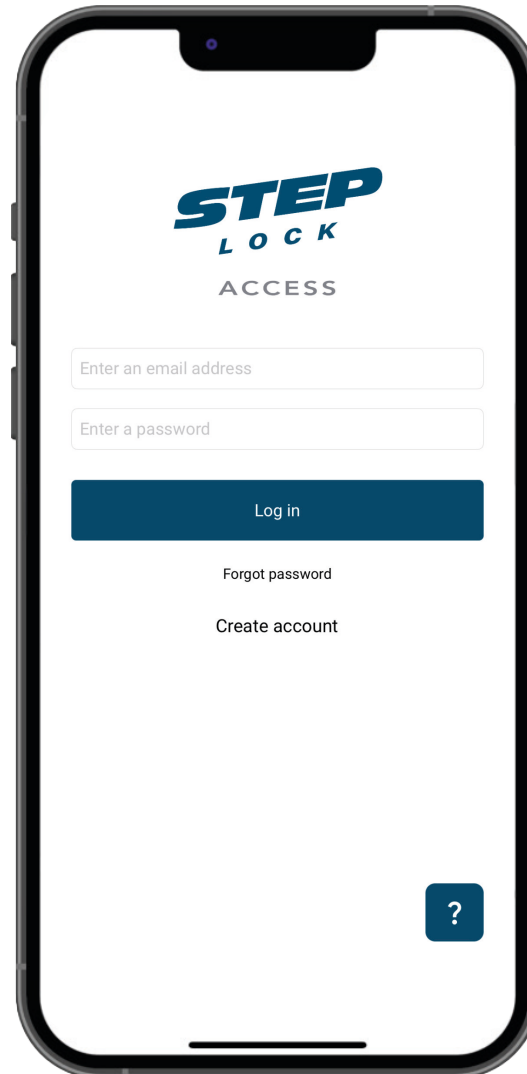 STEP
LOCK
ACCESS
Enter an email address
Enter a password
Log in
Forgot password
Create account
?